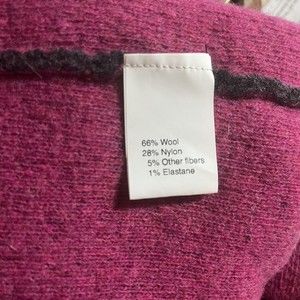 66% Wool
28% Nylon
5% Other fibers
1% Elastane